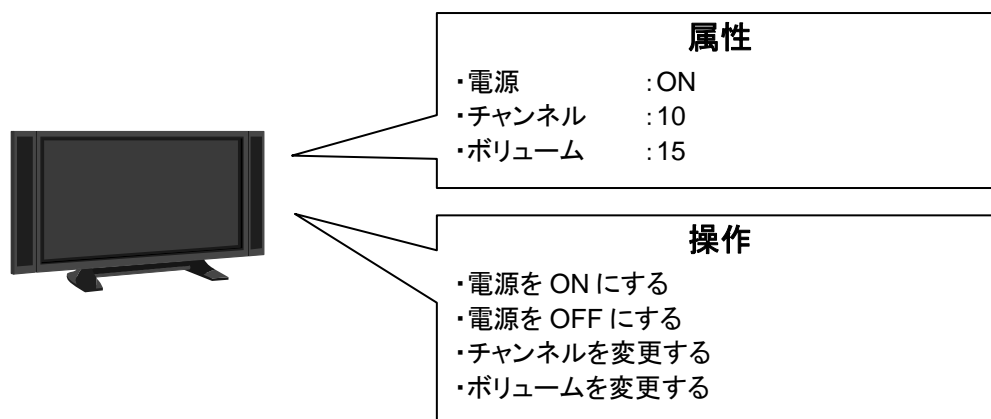 属性
・電源 :ON
・チャンネル :10
・ボリューム :15
操作
・電源を ON にする
・電源を OFF にする
・チャンネルを変更する
・ボリュームを変更する